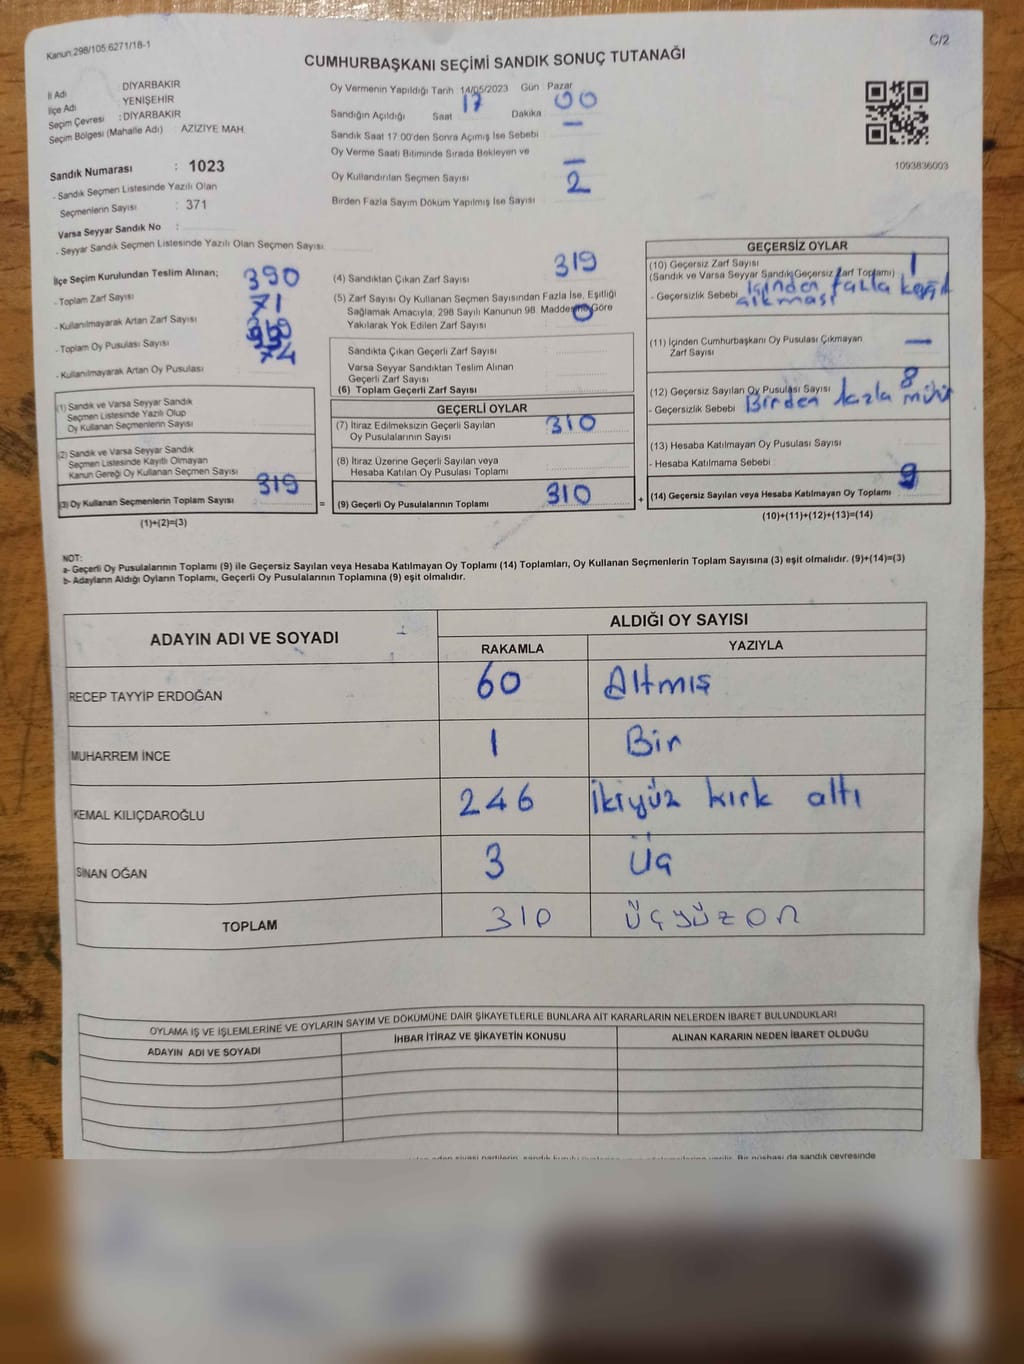 Kanun:298/105;6271/18-1
C/2
CUMHURBAŞKANI SEÇİMİ SANDIK SONUÇ TUTANAĞI
İl Adı DİYARBAKIR
İlçe Adı YENİŞEHİR
Seçim Çevresi : DİYARBAKIR
Seçim Bölgesi (Mahalle Adı) AZİZİYE MAH.
Sandık Numarası : 1023
- Sandık Seçmen Listesinde Yazılı Olan
Seçmenlerin Sayısı : 371
Varsa Seyyar Sandık No :
- Seyyar Sandık Seçmen Listesinde Yazılı Olan Seçmen Sayısı
Oy Vermenin Yapıldığı Tarih 14/05/2023 Gün Pazar
Sandığın Açıldığı Saat 17 Dakika 00
Sandık Saat 17:00'den Sonra Açımış İse Sebebi —
Oy Verme Saati Bitiminde Sırada Bekleyen ve
Oy Kullandırılan Seçmen Sayısı —
Birden Fazla Sayım Döküm Yapılmış İse Sayısı 2
1093836003
İlçe Seçim Kurulundan Teslim Alınan;
- Toplam Zarf Sayısı 390
- Kullanılmayarak Artan Zarf Sayısı 71
- Toplam Oy Pusulası Sayısı
- Kullanılmayarak Artan Oy Pusulası 74
(1) Sandık ve Varsa Seyyar Sandık
Seçmen Listesinde Yazılı Olup
Oy Kullanan Seçmenlerin Sayısı
(2) Sandık ve Varsa Seyyar Sandık
Seçmen Listesinde Kayıtlı Olmayan
Kanun Gereği Oy Kullanan Seçmen Sayısı
(3) Oy Kullanan Seçmenlerin Toplam Sayısı 319
(1)+(2)=(3)
=
(4) Sandıktan Çıkan Zarf Sayısı 319
(5) Zarf Sayısı Oy Kullanan Seçmen Sayısından Fazla İse, Eşitliği
Sağlamak Amacıyla, 298 Sayılı Kanunun 98. Maddesine Göre
Yakılarak Yok Edilen Zarf Sayısı 0
Sandıkta Çıkan Geçerli Zarf Sayısı
Varsa Seyyar Sandıktan Teslim Alınan
Geçerli Zarf Sayısı
(6) Toplam Geçerli Zarf Sayısı
GEÇERLİ OYLAR
(7) İtiraz Edilmeksizin Geçerli Sayılan
Oy Pusulalarının Sayısı 310
(8) İtiraz Üzerine Geçerli Sayılan veya
Hesaba Katılan Oy Pusulası Toplamı
(9) Geçerli Oy Pusulalarının Toplamı 310
+
GEÇERSİZ OYLAR
(10) Geçersiz Zarf Sayısı 1
(Sandık ve Varsa Seyyar Sandık Geçersiz Zarf Toplamı)
- Geçersizlik Sebebi içinden fazla kağıd
çıkması
(11) İçinden Cumhurbaşkanı Oy Pusulası Çıkmayan
Zarf Sayısı —
(12) Geçersiz Sayılan Oy Pusulası Sayısı 8
- Geçersizlik Sebebi Birden fazla mühür
(13) Hesaba Katılmayan Oy Pusulası Sayısı
- Hesaba Katılmama Sebebi
(14) Geçersiz Sayılan veya Hesaba Katılmayan Oy Toplamı 9
(10)+(11)+(12)+(13)=(14)
NOT:
a- Geçerli Oy Pusulalarının Toplamı (9) ile Geçersiz Sayılan veya Hesaba Katılmayan Oy Toplamı (14) Toplamları, Oy Kullanan Seçmenlerin Toplam Sayısına (3) eşit olmalıdır. (9)+(14)=(3)
b- Adayların Aldığı Oyların Toplamı, Geçerli Oy Pusulalarının Toplamına (9) eşit olmalıdır.
ADAYIN ADI VE SOYADI ALDIĞI OY SAYISI
RAKAMLA YAZIYLA
RECEP TAYYİP ERDOĞAN 60 Altmış
MUHARREM İNCE 1 Bir
KEMAL KILIÇDAROĞLU 246 ikiyüz kırk altı
SİNAN OĞAN 3 Üç
TOPLAM 310 üçyüzon
OYLAMA İŞ VE İŞLEMLERİNE VE OYLARIN SAYIM VE DÖKÜMÜNE DAİR ŞİKAYETLERLE BUNLARA AİT KARARLARIN NELERDEN İBARET BULUNDUKLARI
ADAYIN ADI VE SOYADI İHBAR İTİRAZ VE ŞİKAYETİN KONUSU ALINAN KARARIN NEDEN İBARET OLDUĞU